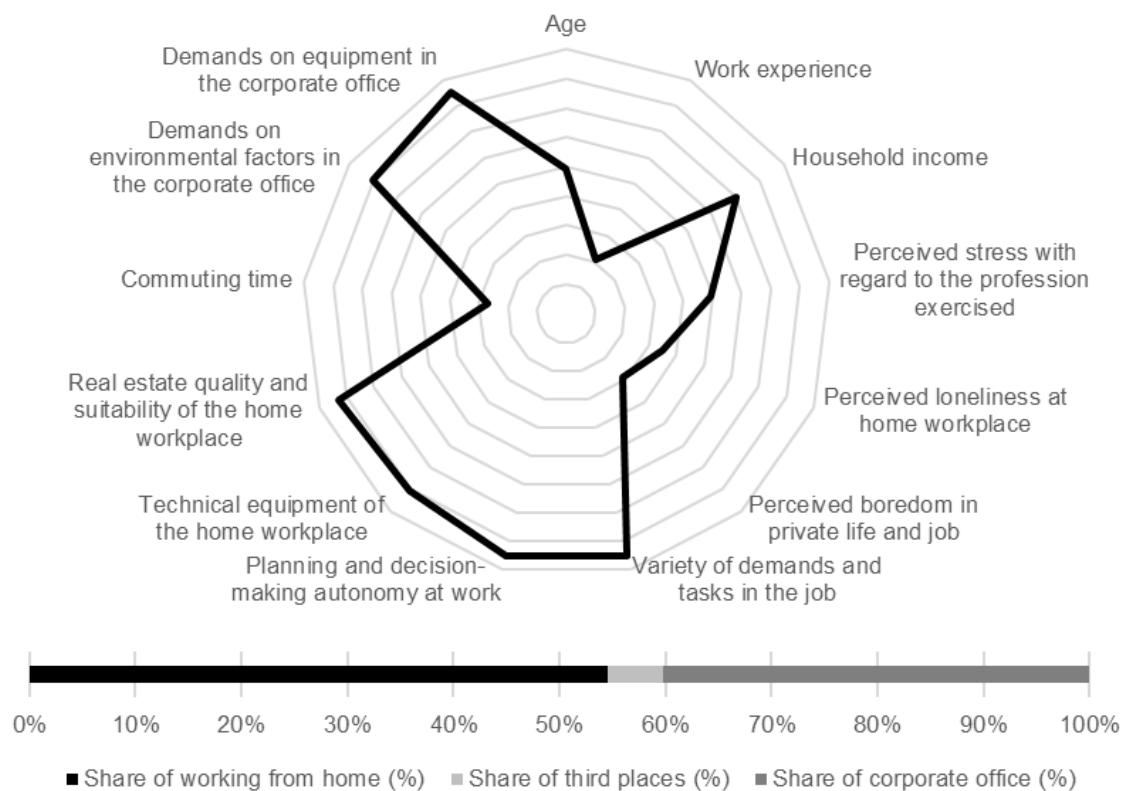 Age
Work experience
Household income
Perceived stress with
regard to the profession
exercised
Perceived loneliness at
home workplace
Perceived boredom in
private life and job
Variety of demands and
tasks in the job
Planning and decision-
making autonomy at work
Technical equipment of
the home workplace
Real estate quality and
suitability of the home
workplace
Commuting time
Demands on
environmental factors in
the corporate office
Demands on equipment in
the corporate office
0% 10% 20% 30% 40% 50% 60% 70% 80% 90% 100%
Share of working from home (%) Share of third places (%) Share of corporate office (%)